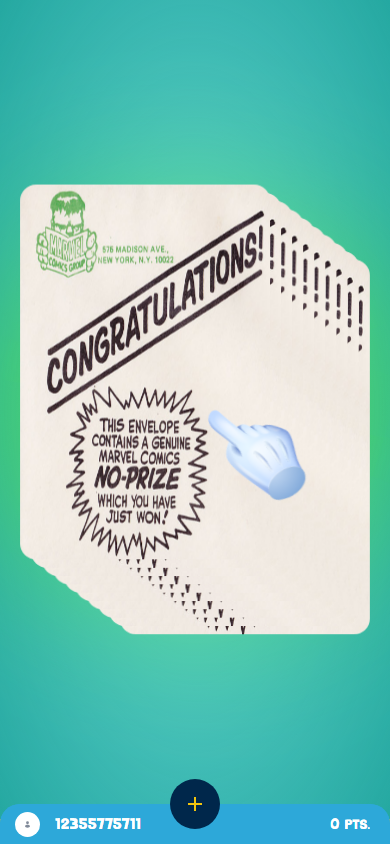 MARVEL
COMICS GROUP
575 MADISON AVE.,
NEW YORK, N.Y. 10022
CONGRATULATIONS!
THIS ENVELOPE
CONTAINS A GENUINE
MARVEL COMICS
NO-PRIZE
WHICH YOU HAVE
JUST WON!
+
12355775711
0 PTS.